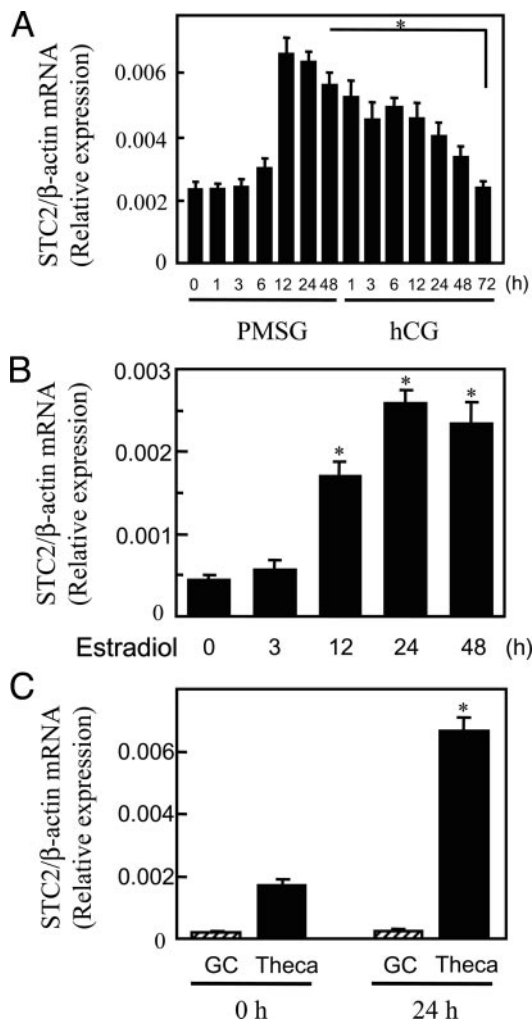 A
STC2/β-actin mRNA
(Relative expression)
0.006
0.004
0.002
0
*
0 1 3 6 12 24 48 1 3 6 12 24 48 72 (h)
PMSG hCG
B
STC2/β-actin mRNA
(Relative expression)
0.003
0.002
0.001
0
* * *
Estradiol 0 3 12 24 48 (h)
C
STC2/β-actin mRNA
(Relative expression)
0.006
0.004
0.002
0
*
GC Theca GC Theca
0 h 24 h